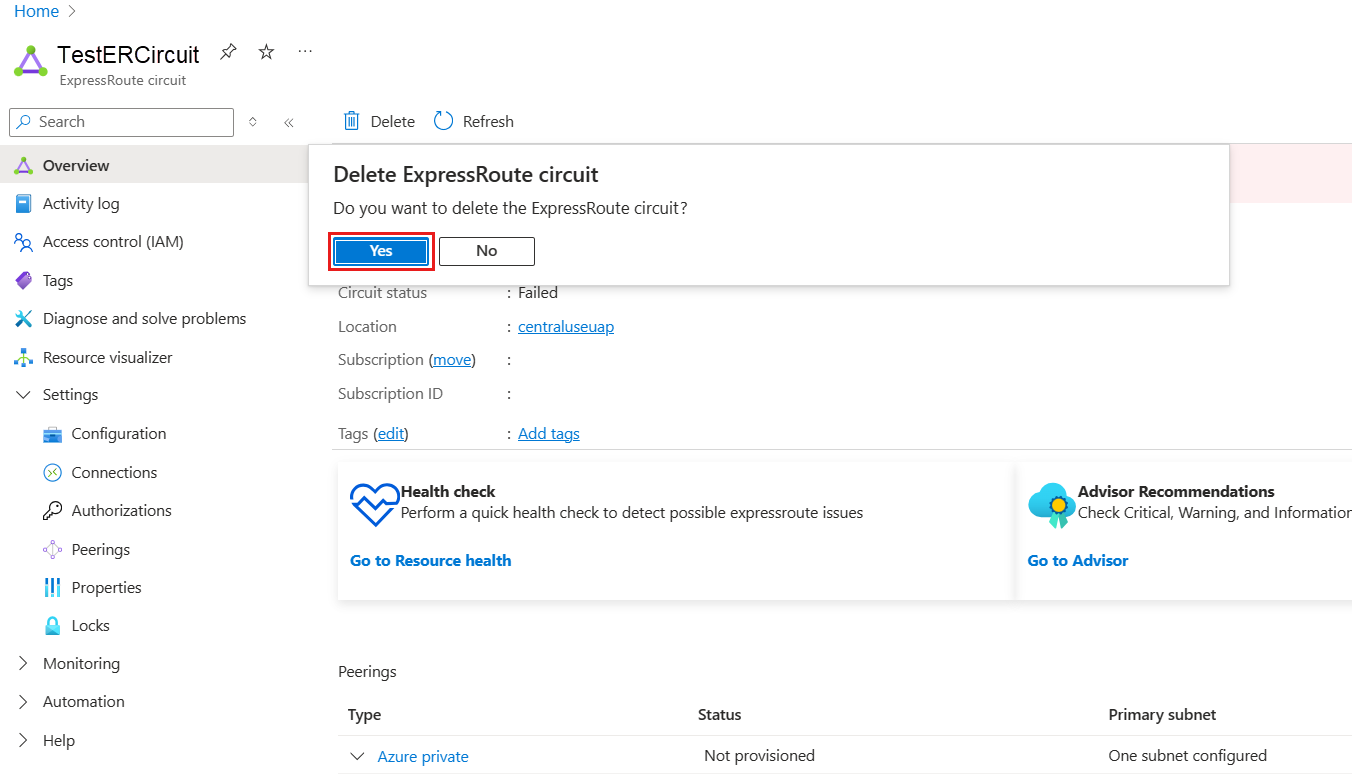 Home
TestERCircuit
ExpressRoute circuit
Search
Delete
Refresh
Overview
Activity log
Access control (IAM)
Tags
Diagnose and solve problems
Resource visualizer
Settings
Configuration
Connections
Authorizations
Peerings
Properties
Locks
Monitoring
Automation
Help
Delete ExpressRoute circuit
Do you want to delete the ExpressRoute circuit?
Yes
No
Circuit status : Failed
Location : centraluseuap
Subscription (move) :
Subscription ID :
Tags (edit) : Add tags
Health check
Perform a quick health check to detect possible expressroute issues
Go to Resource health
Advisor Recommendations
Check Critical, Warning, and Information
Go to Advisor
Peerings
Type Status Primary subnet
Azure private Not provisioned One subnet configured